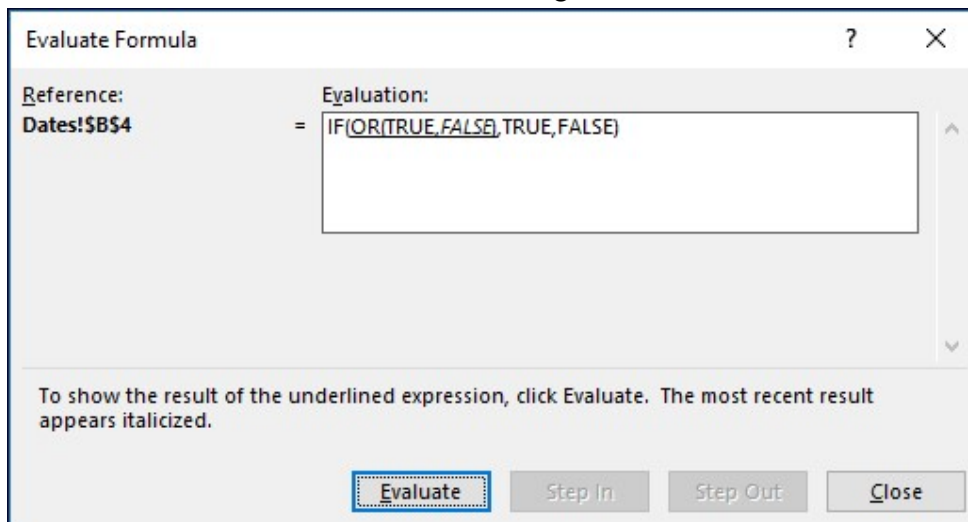 Evaluate Formula ? ×
Reference: Evaluation:
Dates!$B$4 = IF(OR(TRUE,FALSE),TRUE,FALSE)
To show the result of the underlined expression, click Evaluate. The most recent result
appears italicized.
Evaluate Step In Step Out Close